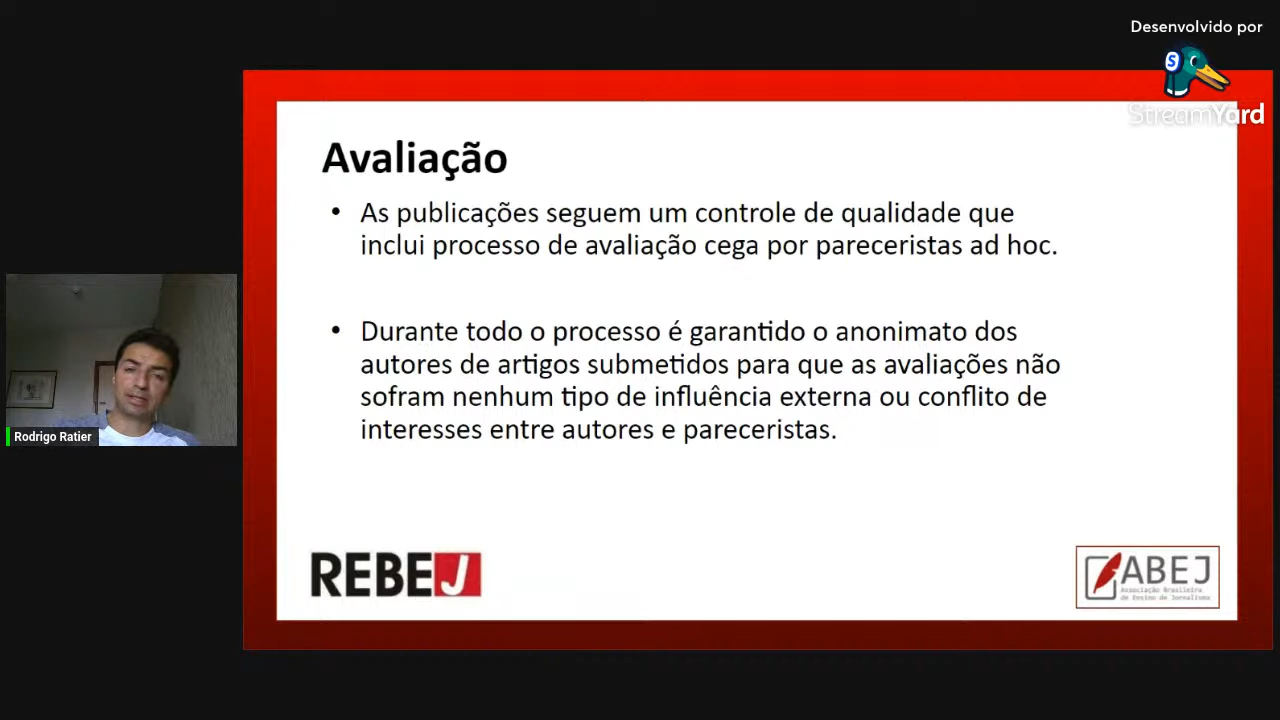 Desenvolvido por
StreamYard
Avaliação
• As publicações seguem um controle de qualidade que
inclui processo de avaliação cega por pareceristas ad hoc.
• Durante todo o processo é garantido o anonimato dos
autores de artigos submetidos para que as avaliações não
sofram nenhum tipo de influência externa ou conflito de
interesses entre autores e pareceristas.
Rodrigo Ratier
REBEJ
ABEJ
Associação Brasileira
de Ensino de Jornalismo